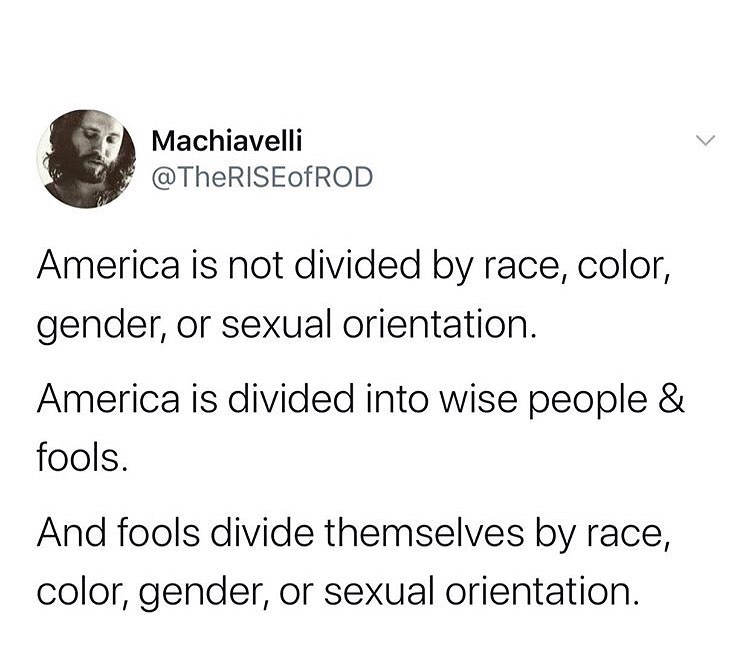 Machiavelli
@TheRISEofROD
America is not divided by race, color,
gender, or sexual orientation.
America is divided into wise people &
fools.
And fools divide themselves by race,
color, gender, or sexual orientation.